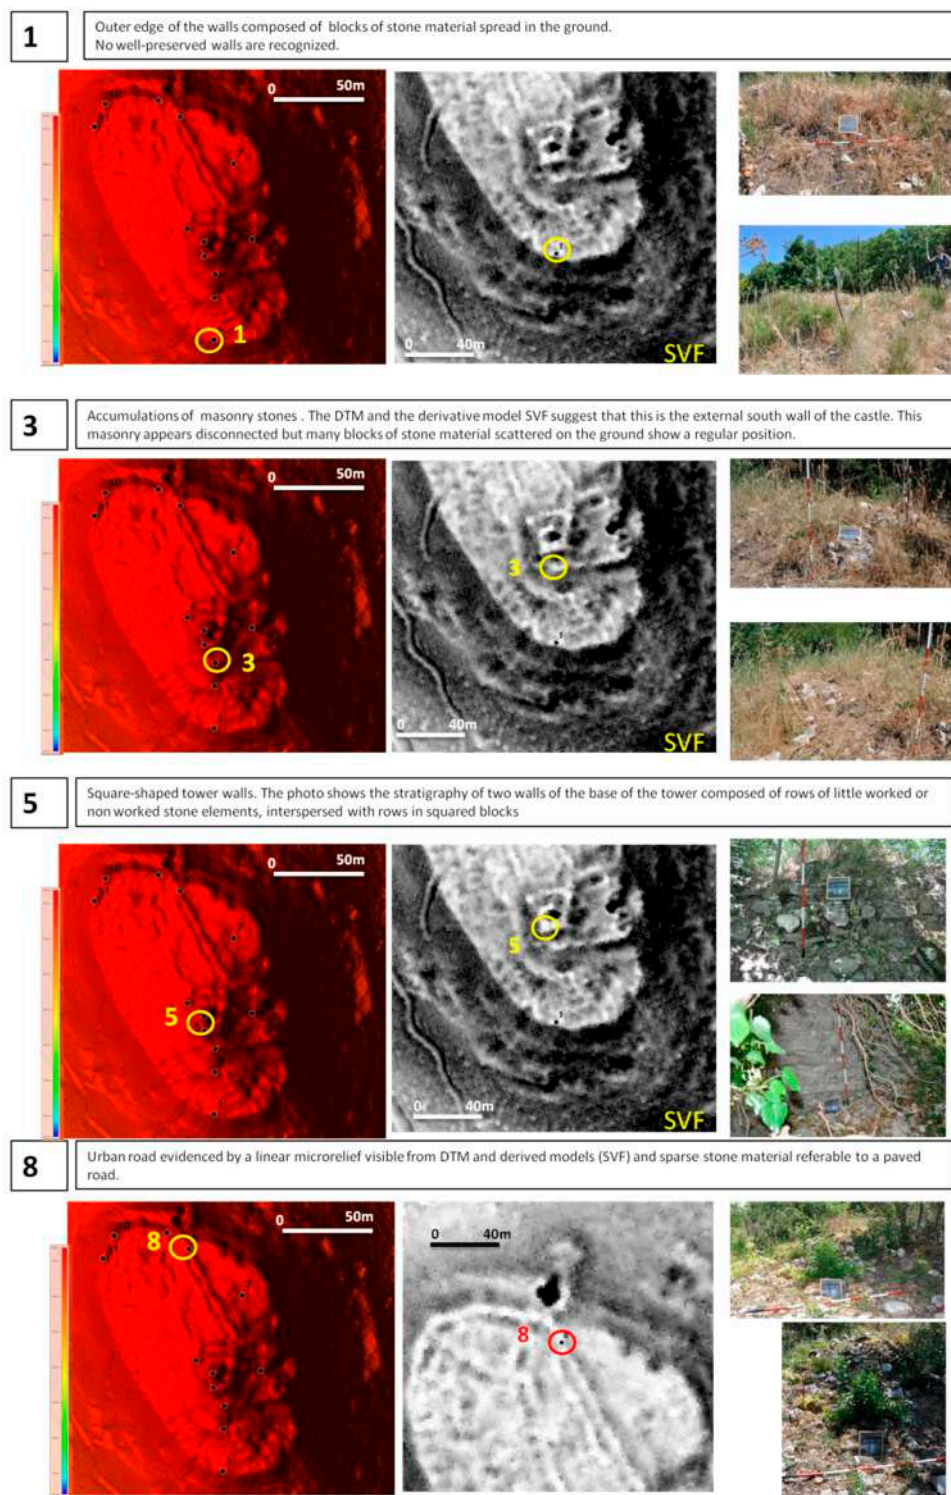 1
Outer edge of the walls composed of blocks of stone material spread in the ground.
No well-preserved walls are recognized.
0 50m
1
1
0 40m
SVF
3
Accumulations of masonry stones . The DTM and the derivative model SVF suggest that this is the external south wall of the castle. This
masonry appears disconnected but many blocks of stone material scattered on the ground show a regular position.
0 50m
3
3
0 40m
SVF
5
Square-shaped tower walls. The photo shows the stratigraphy of two walls of the base of the tower composed of rows of little worked or
non worked stone elements, interspersed with rows in squared blocks
0 50m
5
5
0 40m
SVF
8
Urban road evidenced by a linear microrelief visible from DTM and derived models (SVF) and sparse stone material referable to a paved
road.
0 50m
8
0 40m
8